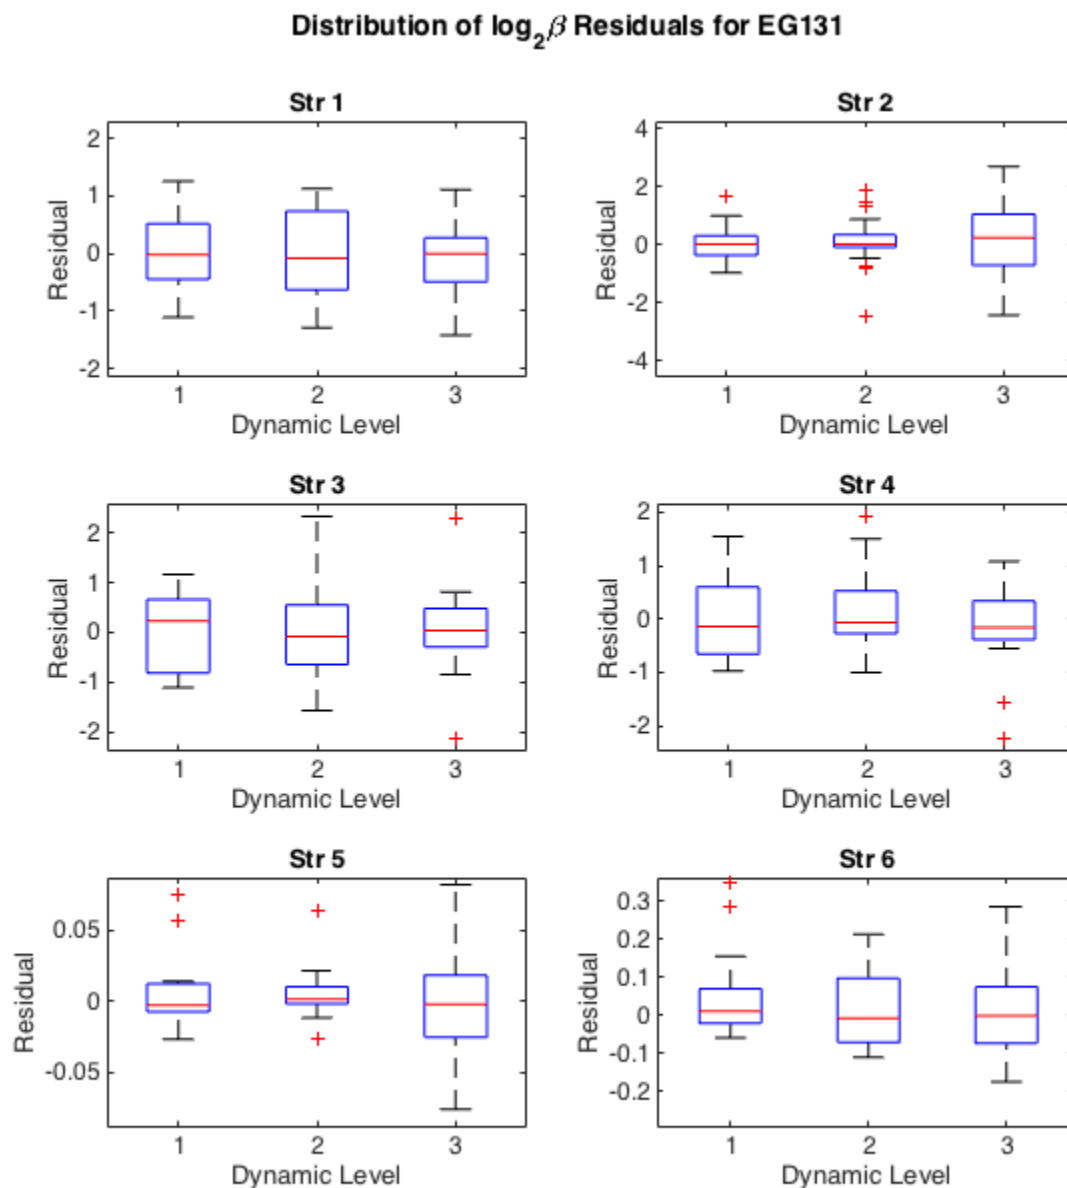 Distribution of log₂β Residuals for EG131
Str 1
2
1
0
-1
-2
Residual
1 2 3
Dynamic Level
Str 2
4
2
0
-2
-4
Residual
1 2 3
Dynamic Level
Str 3
2
1
0
-1
-2
Residual
1 2 3
Dynamic Level
Str 4
2
1
0
-1
-2
Residual
1 2 3
Dynamic Level
Str 5
0.05
0
-0.05
Residual
1 2 3
Dynamic Level
Str 6
0.3
0.2
0.1
0
-0.1
-0.2
Residual
1 2 3
Dynamic Level